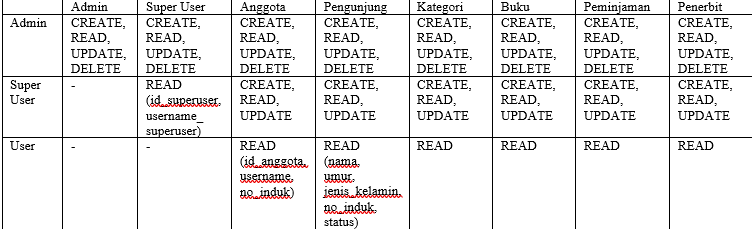 Admin Super User Anggota Pengunjung Kategori Buku Peminjaman Penerbit
Admin CREATE, CREATE, CREATE, CREATE, CREATE, CREATE, CREATE, CREATE,
READ, READ, READ, READ, READ, READ, READ, READ,
UPDATE, UPDATE, UPDATE, UPDATE, UPDATE, UPDATE, UPDATE, UPDATE,
DELETE DELETE DELETE DELETE DELETE DELETE DELETE DELETE
Super - READ CREATE, CREATE, CREATE, CREATE, CREATE, CREATE,
User (id_superuser, READ, READ, READ, READ, READ, READ,
username_ UPDATE UPDATE UPDATE UPDATE UPDATE UPDATE
superuser)
User - - READ READ READ READ READ READ
(id_anggota, (nama,
username, umur,
no_induk) jenis_kelamin,
no_induk,
status)